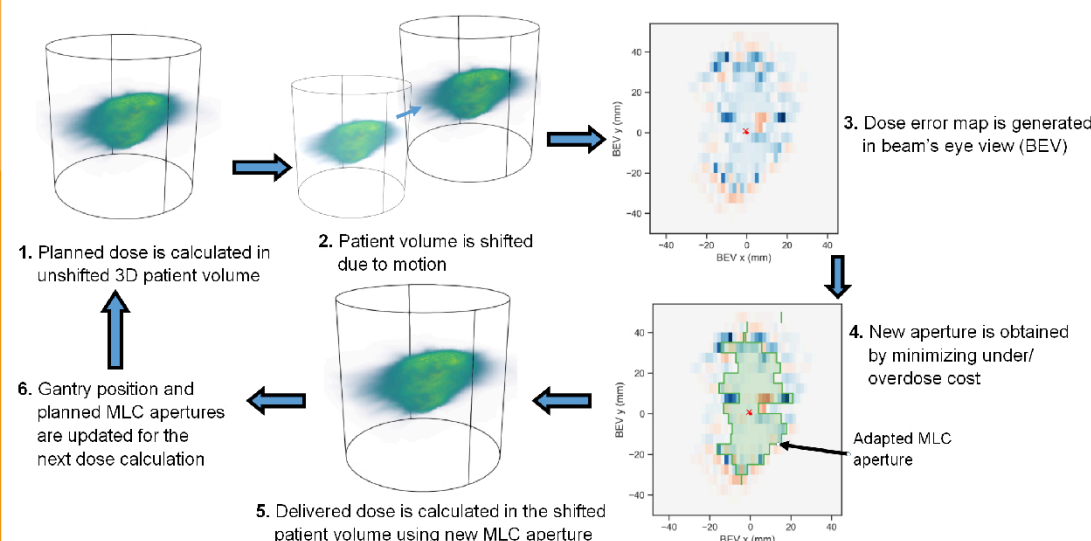 1. Planned dose is calculated in
unshifted 3D patient volume
2. Patient volume is shifted
due to motion
40
20
0
−20
−40
BEV y (mm)
−40 −20 0 20 40
BEV x (mm)
3. Dose error map is generated
in beam's eye view (BEV)
4. New aperture is obtained
by minimizing under/
overdose cost
40
20
0
−20
−40
BEV y (mm)
−40 −20 0 20 40
BEV x (mm)
Adapted MLC
aperture
5. Delivered dose is calculated in the shifted
patient volume using new MLC aperture
6. Gantry position and
planned MLC apertures
are updated for the
next dose calculation